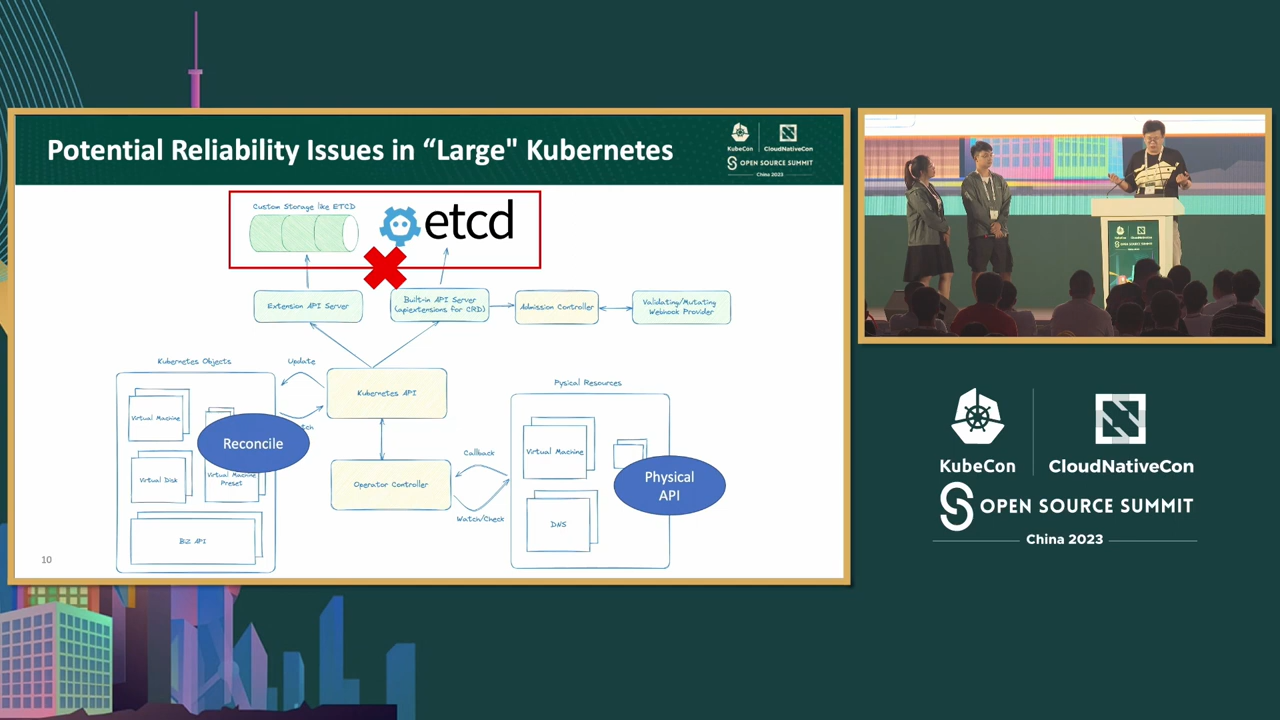 Potential Reliability Issues in “Large" Kubernetes
KubeCon
CloudNativeCon
OPEN SOURCE SUMMIT
China 2023
Custom Storage like ETCD
etcd
Extension API Server
Built-in API Server
(apiextensions for CRD)
Admission Controller
Validating/Mutating
Webhook Provider
Kubernetes Objects
Update
Kubernetes API
Pysical Resources
Virtual Machine
tch
Reconcile
Callback
Virtual Machine
Virtual Disk
Virtual Machine
Preset
Operator Controller
Physical
API
Watch/Check
DNS
Biz API
10
KubeCon
CloudNativeCon
OPEN SOURCE SUMMIT
China 2023